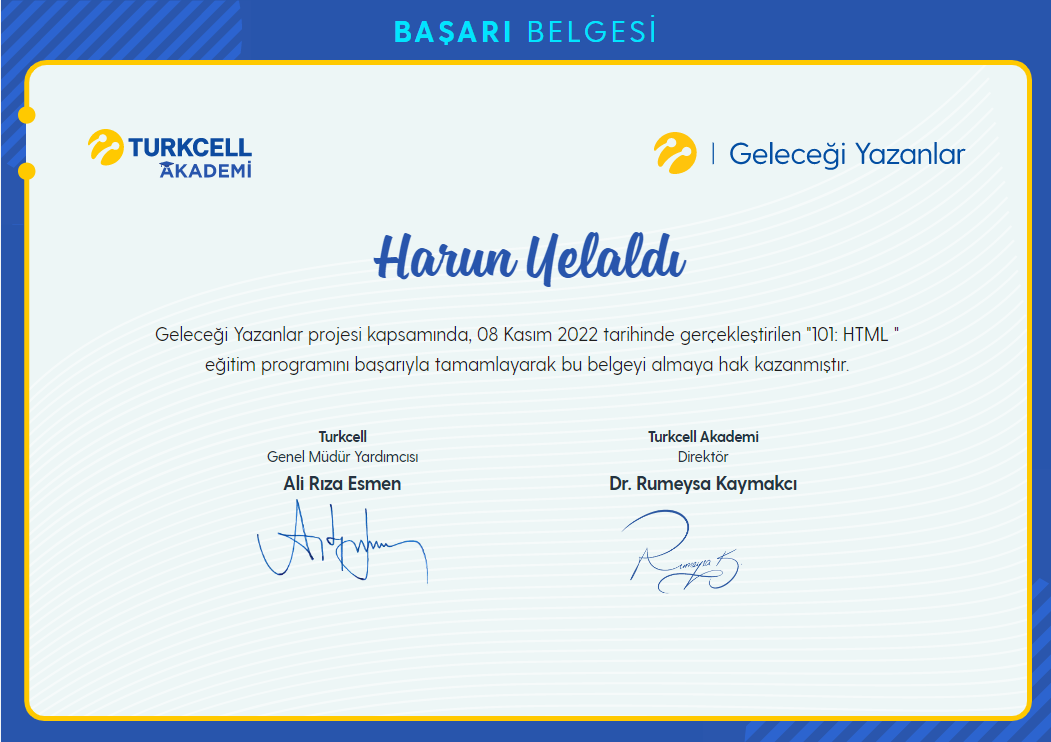 BAŞARI BELGESİ
TURKCELL
AKADEMİ
Geleceği Yazanlar
Harun Yelaldı
Geleceği Yazanlar projesi kapsamında, 08 Kasım 2022 tarihinde gerçekleştirilen "101: HTML "
eğitim programını başarıyla tamamlayarak bu belgeyi almaya hak kazanmıştır.
Turkcell
Genel Müdür Yardımcısı
Ali Rıza Esmen
Turkcell Akademi
Direktör
Dr. Rumeysa Kaymakcı
Rumeysa K.